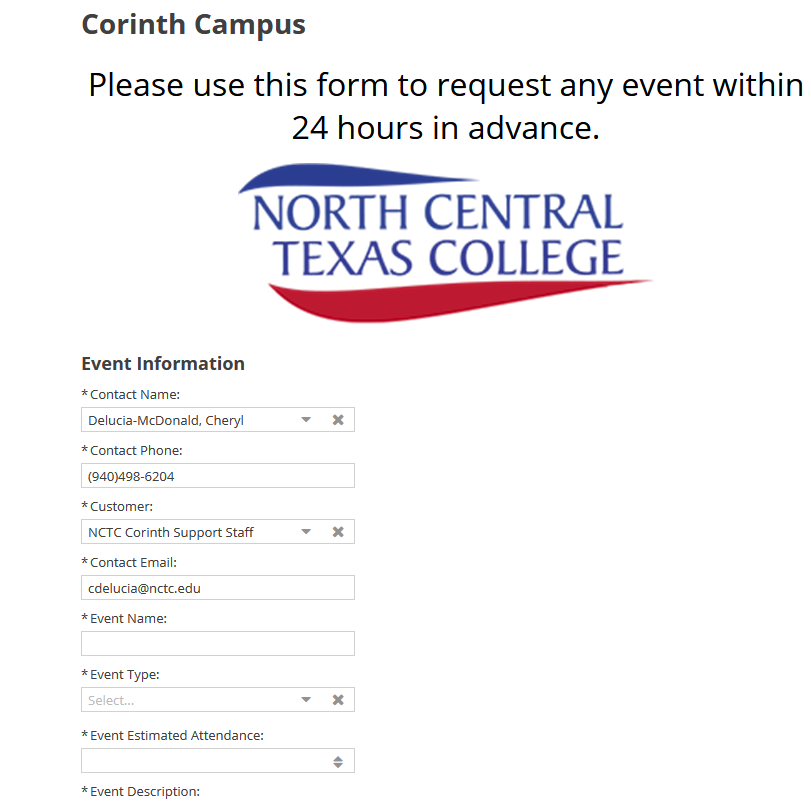 Corinth Campus
Please use this form to request any event within
24 hours in advance.
NORTH CENTRAL
TEXAS COLLEGE
Event Information
*Contact Name:
Delucia-McDonald, Cheryl
*Contact Phone:
(940)498-6204
*Customer:
NCTC Corinth Support Staff
*Contact Email:
cdelucia@nctc.edu
*Event Name:
*Event Type:
Select...
*Event Estimated Attendance:
*Event Description: